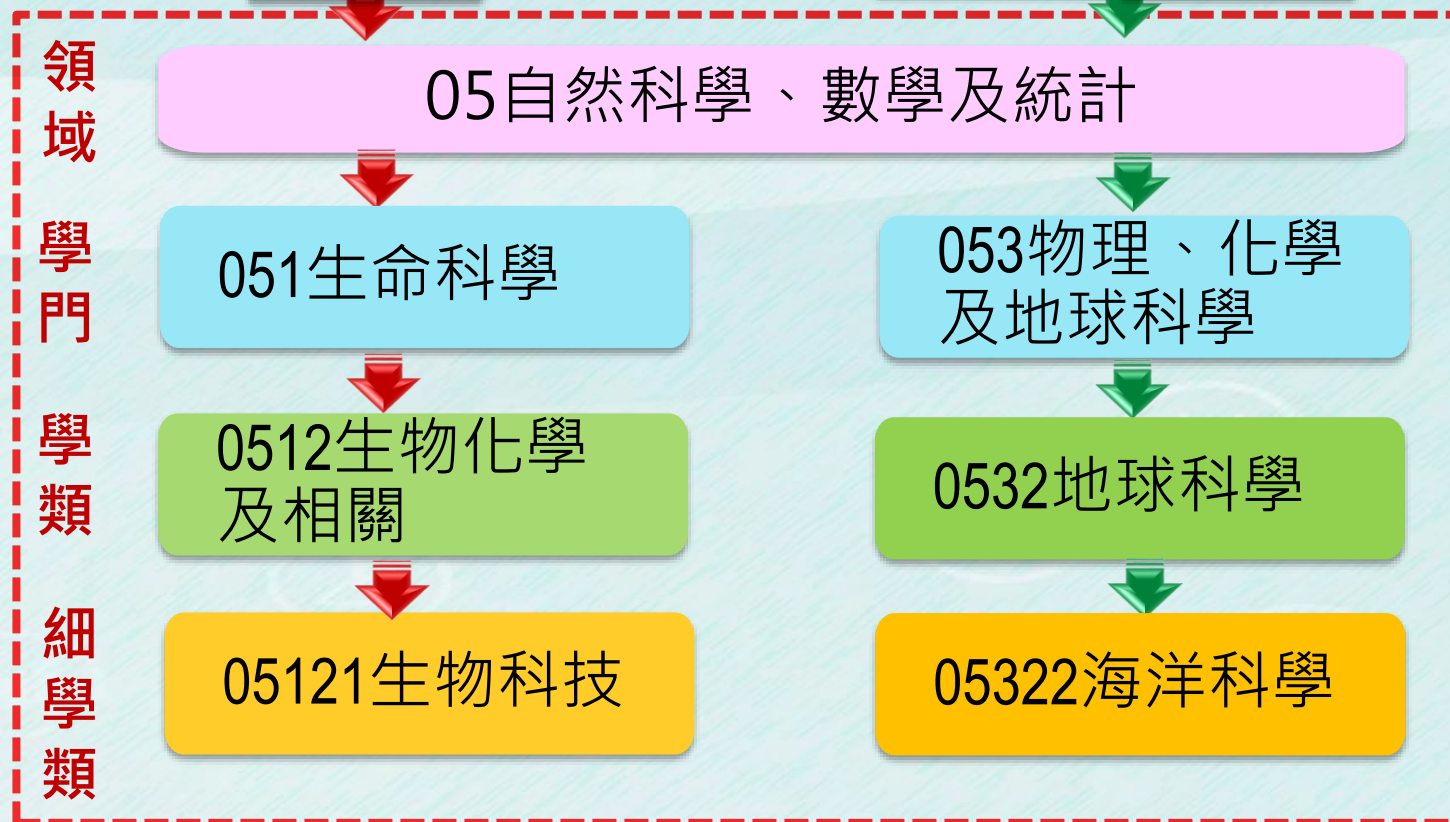 領域
05自然科學、數學及統計
學門
051生命科學
053物理、化學
及地球科學
學類
0512生物化學
及相關
0532地球科學
細學類
05121生物科技
05322海洋科學